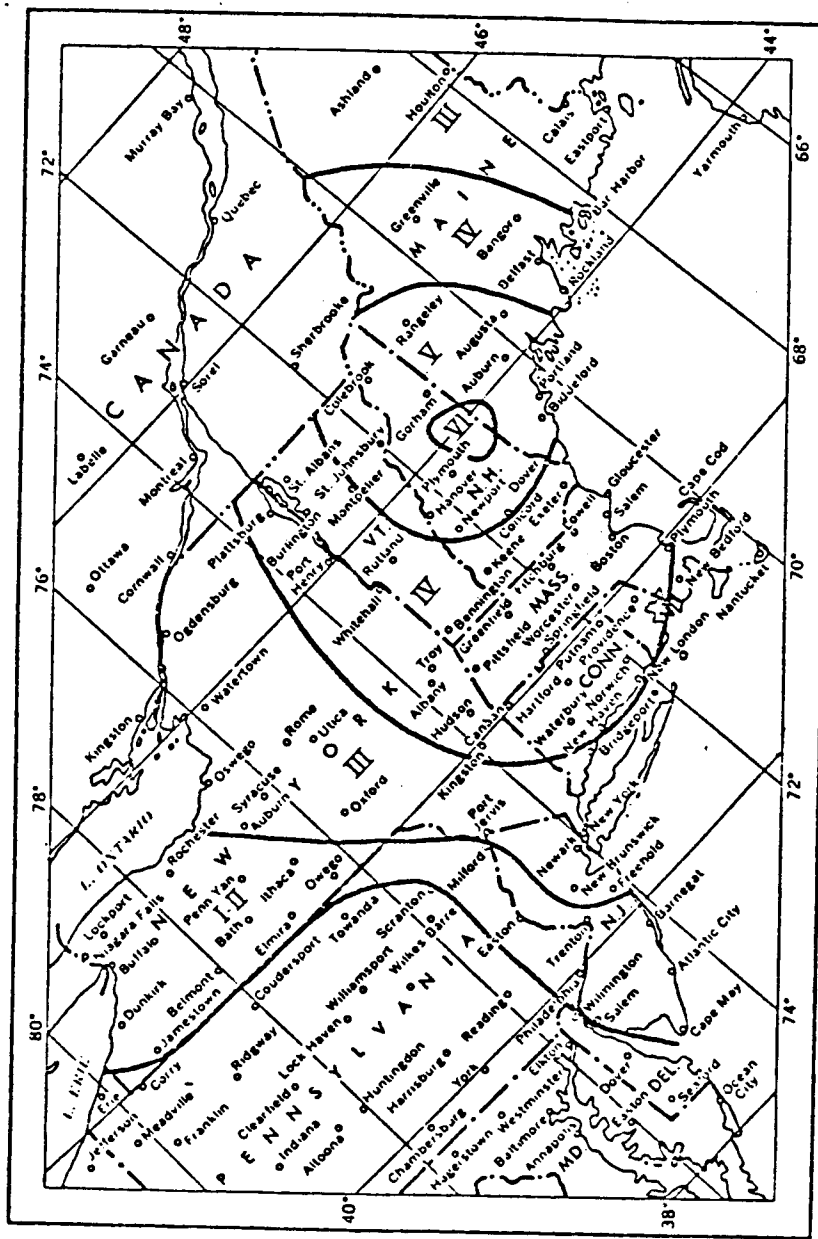 48°
46°
44°
72°
66°
74°
68°
76°
70°
78°
72°
80°
74°
40°
38°
Murray Bay
Quebec
Garneau
CANADA
Sorel
Labelle
Montreal
Ottawa
Cornwall
Ogdensburg
Kingston
Watertown
Sherbrooke
Ashland
Houlton
III
MAINE
Calais
Eastport
Yarmouth
Greenville
IV
Bangor
Belfast
Bar Harbor
Rockland
Rangeley
Augusta
V
Auburn
Portland
Biddeford
Colebrook
Gorham
VI
St. Albans
St. Johnsbury
Montpelier
Plattsburg
Burlington
Port
Henry
VT.
Rutland
Whitehall
Plymouth
Hanover
N.H.
Newport
Dover
Concord
Exeter
Keene
Lowell
Gloucester
Salem
Boston
Cape Cod
Plymouth
New Bedford
Nantucket
IV
Bennington
Greenfield
Fitchburg
MASS.
Pittsfield
Worcester
Springfield
Troy
Albany
Hudson
Canaan
Kingston
Hartford
Putnam
Providence
CONN
R.I.
Norwich
New London
Waterbury
New Haven
Bridgeport
L. ONTARIO
Oswego
Rome
Utica
Syracuse
Auburn
Rochester
NEW YORK
III
Oxford
Lockport
Niagara Falls
Buffalo
Penn Yan
I-II
Ithaca
Bath
Owego
Elmira
Dunkirk
Belmont
Jamestown
L. ERIE
Erie
Corry
Jefferson
Meadville
Franklin
Ridgway
Coudersport
Towanda
Scranton
Williamsport
Wilkes Barre
Lock Haven
Clearfield
Indiana
Altoona
Huntingdon
PENNSYLVANIA
Harrisburg
Reading
York
Chambersburg
Hagerstown
Westminster
Baltimore
Annapolis
MD.
Port
Jervis
Milford
Easton
Newark
New York
New Brunswick
Freehold
Trenton
N.J.
Barnegat
Atlantic City
Philadelphia
Wilmington
Salem
Cape May
Elkton
Dover
DEL.
Easton
Seaford
Ocean
City